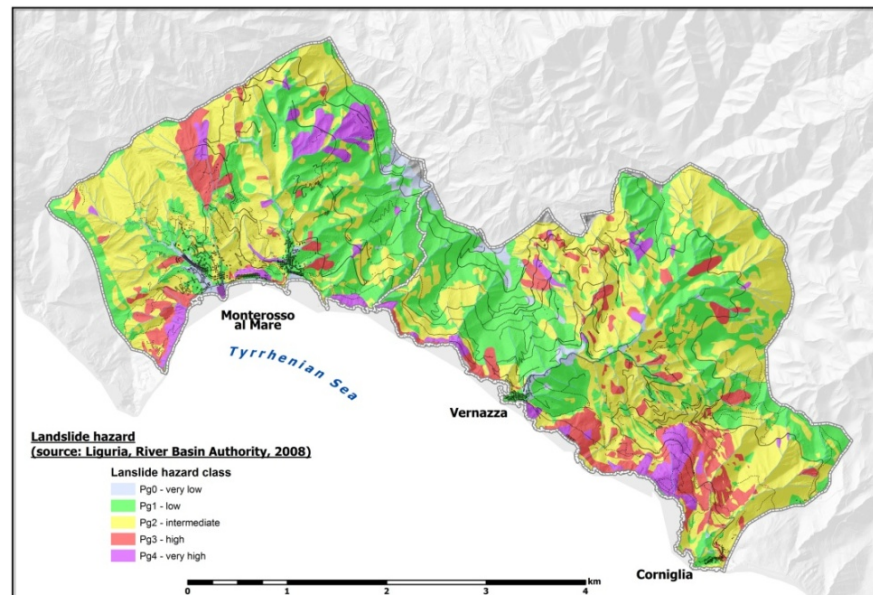 Monterosso
al Mare
Tyrrhenian Sea
Vernazza
Landslide hazard
(source: Liguria, River Basin Authority, 2008)
Lanslide hazard class
Pg0 - very low
Pg1 - low
Pg2 - intermediate
Pg3 - high
Pg4 - very high
Corniglia
km
0 1 2 3 4